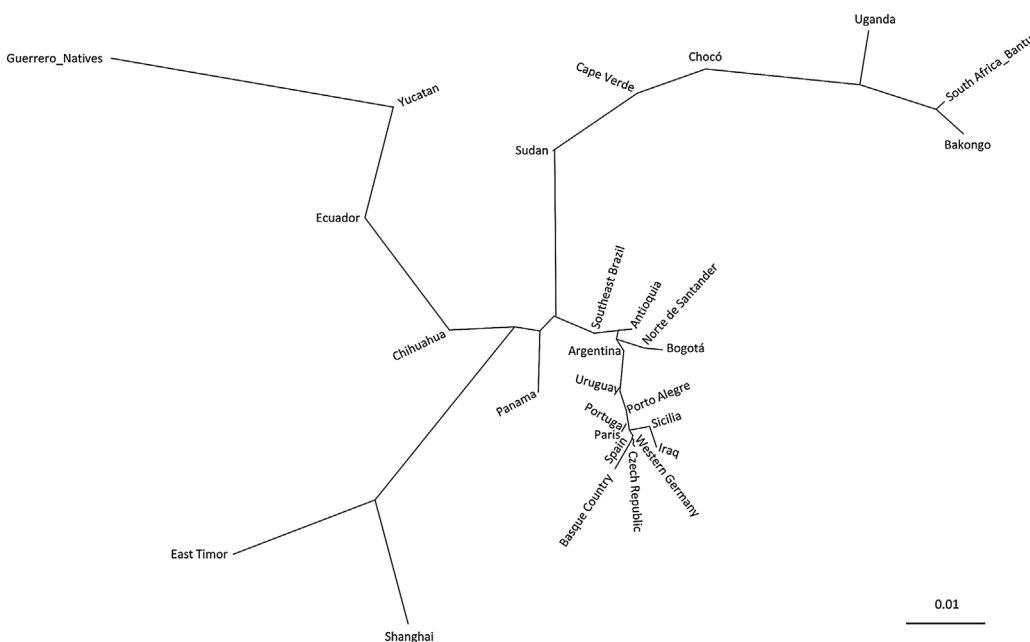 Uganda
Guerrero_Natives
Chocó
South Africa_Bantu
Cape Verde
Yucatan
Bakongo
Sudan
Ecuador
Southeast Brazil
Antioquia
Norte de Santander
Chihuahua
Argentina
Bogotá
Uruguay
Panama
Porto Alegre
Portugal
Sicilia
Paris
Spain
Iraq
Western Germany
Czech Republic
Basque Country
East Timor
0.01
Shanghai